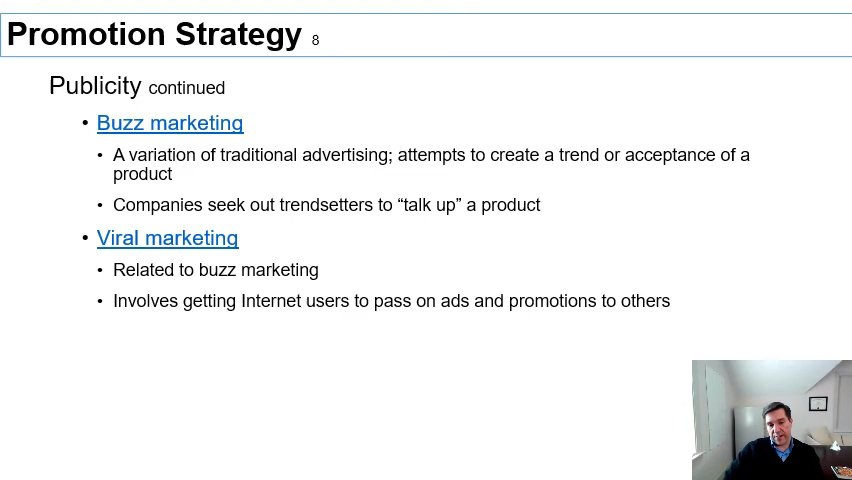 Promotion Strategy 8
Publicity continued
• Buzz marketing
• A variation of traditional advertising; attempts to create a trend or acceptance of a
product
• Companies seek out trendsetters to “talk up” a product
• Viral marketing
• Related to buzz marketing
• Involves getting Internet users to pass on ads and promotions to others